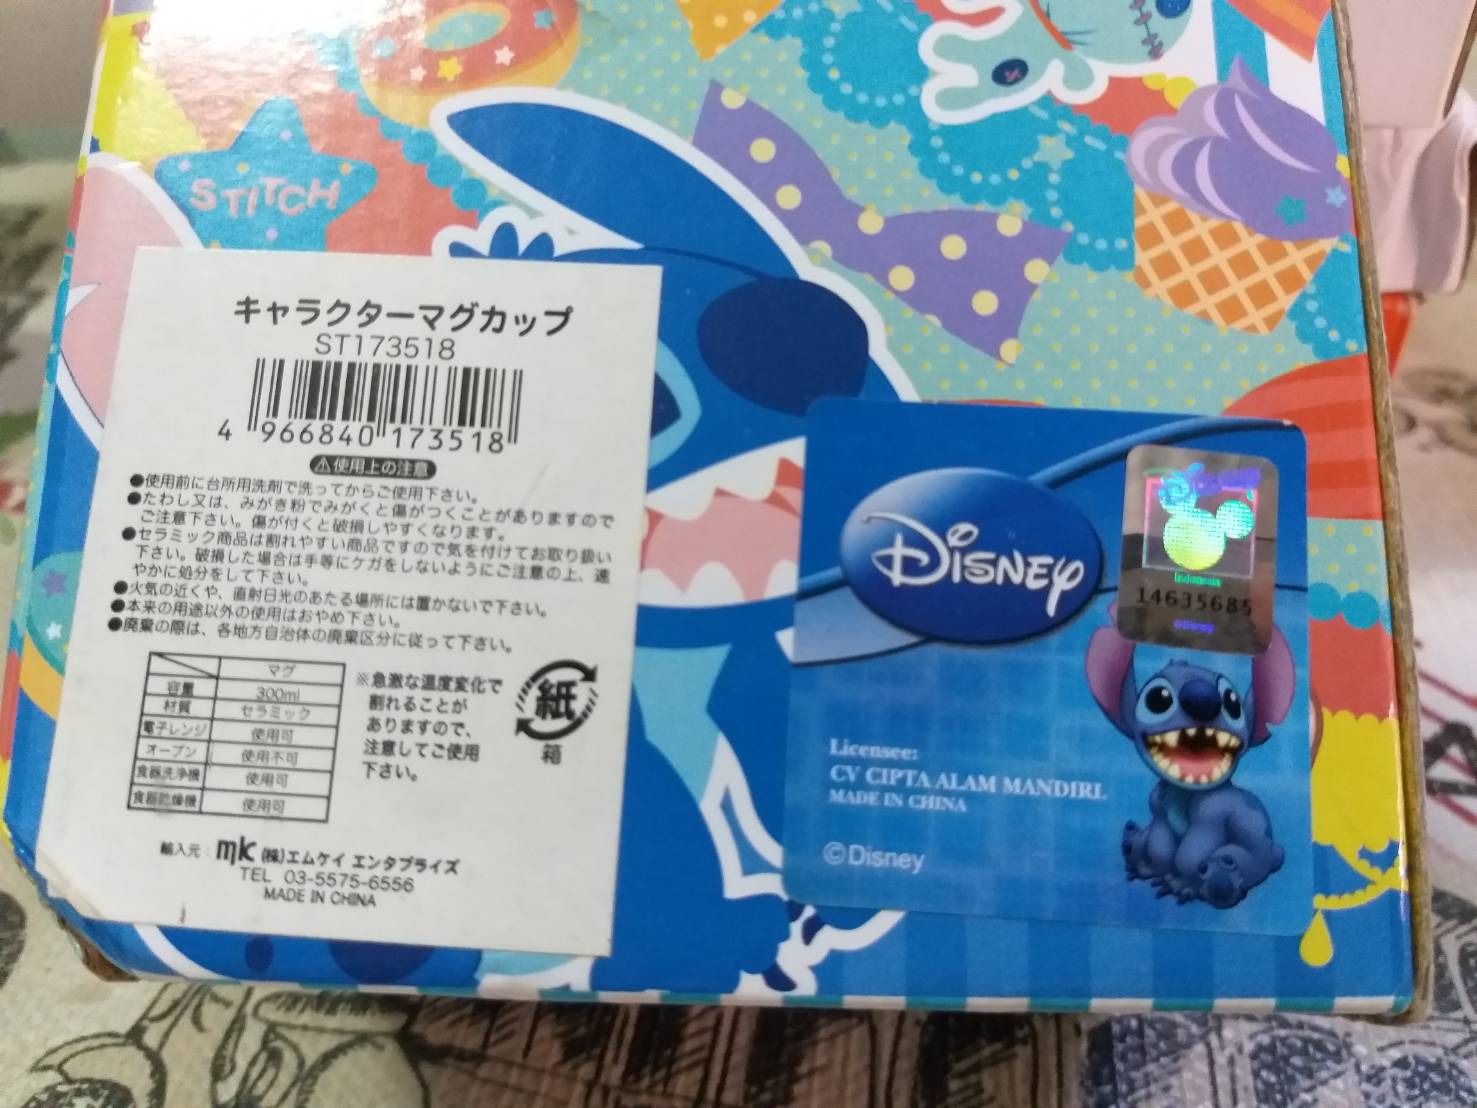 STITCH
キャラクターマグカップ
ST173518
4 966840 173518
⚠使用上の注意
●使用前に台所用洗剤で洗ってからご使用下さい。
●たわし又は、みがき粉でみがくと傷がつくことがありますので
ご注意下さい。傷が付くと破損しやすくなります。
●セラミック商品は割れやすい商品ですので気を付けてお取り扱い
下さい。破損した場合は手等にケガをしないようにご注意の上、速
やかに処分をして下さい。
●火気の近くや、直射日光のあたる場所には置かないで下さい。
●本来の用途以外の使用はおやめ下さい。
●廃棄の際は、各地方自治体の廃棄区分に従って下さい。
マグ
容量 300ml
材質 セラミック
電子レンジ 使用可
オーブン 使用不可
食器洗浄機 使用可
食器乾燥機 使用可
※急激な温度変化で
割れることが
ありますので、
注意してご使用
下さい。
紙
箱
輸入元: mk (株)エムケイ エンタプライズ
TEL 03-5575-6556
MADE IN CHINA
Disney
Disney
Indonesia
14635685
©Disney
Licensee:
CV CIPTA ALAM MANDIRI.
MADE IN CHINA
©Disney